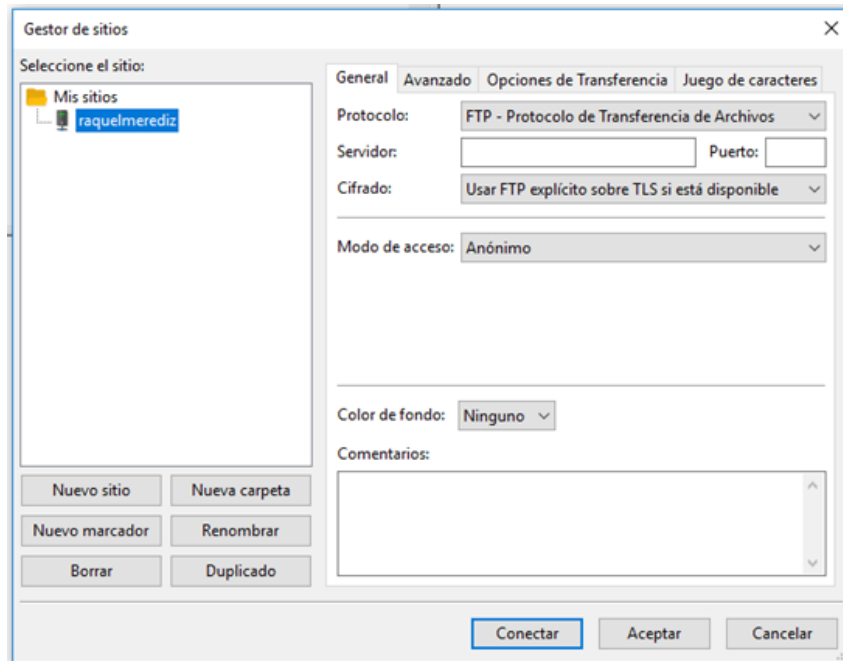 Gestor de sitios
Seleccione el sitio:
Mis sitios
raquelmerediz
Nuevo sitio
Nueva carpeta
Nuevo marcador
Renombrar
Borrar
Duplicado
General
Avanzado
Opciones de Transferencia
Juego de caracteres
Protocolo:
FTP - Protocolo de Transferencia de Archivos
Servidor:
Puerto:
Cifrado:
Usar FTP explícito sobre TLS si está disponible
Modo de acceso:
Anónimo
Color de fondo:
Ninguno
Comentarios:
Conectar
Aceptar
Cancelar